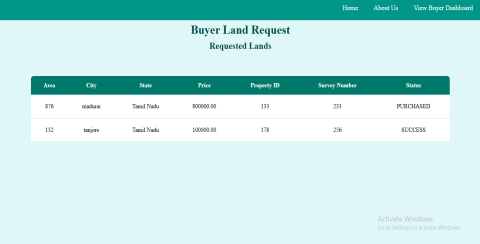 Home About Us View Buyer Dashboard
Buyer Land Request
Requested Lands
Area City State Price Property ID Survey Number Status
876 madurai Tamil Nadu 800000.00 133 233 PURCHASED
132 tanjore Tamil Nadu 100000.00 178 256 SUCCESS
Activate Windows
Go to Settings to activate Windows.